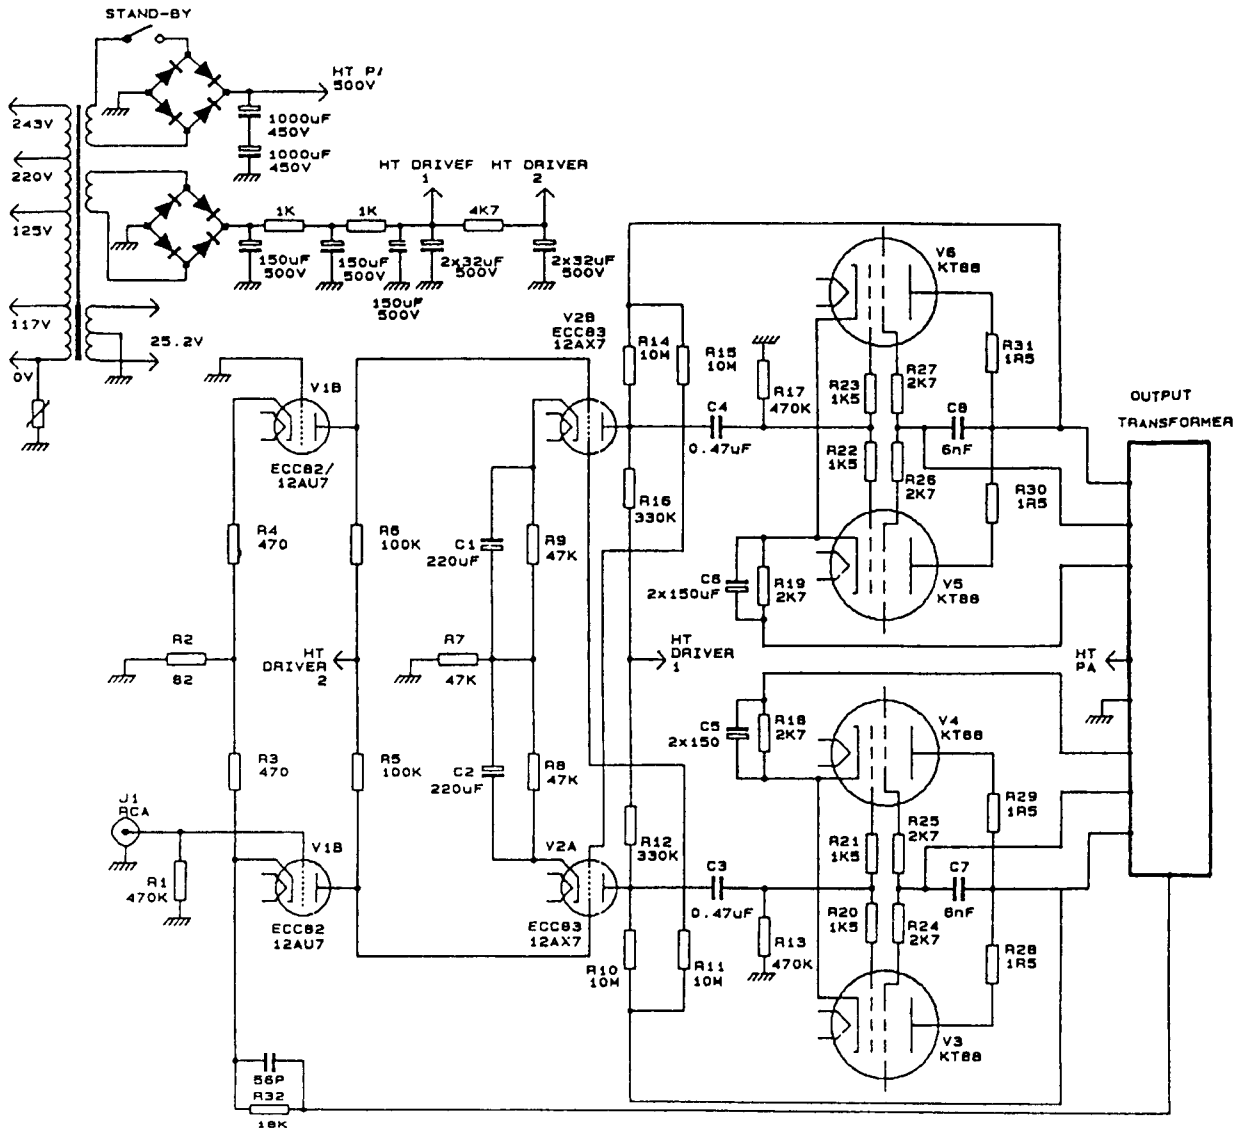 STAND-BY
HT P/
500V
243V
220V
125V
117V
0V
25.2V
1000uF
450V
1000uF
450V
HT DRIVEF
1
HT DRIVER
2
1K
1K
4K7
150uF
500V
150uF
500V
150uF
500V
2x32uF
500V
2x32uF
500V
V2B
ECC83
12AX7
V1B
ECC82/
12AU7
R14
10M
R15
10M
R17
470K
C4
0.47uF
R16
330K
V6
KT88
R31
1R5
R23
1K5
R27
2K7
C8
6nF
R22
1K5
R26
2K7
R30
1R5
V5
KT88
OUTPUT
TRANSFORMER
R4
470
R6
100K
C1
220uF
R9
47K
C6
2x150uF
R19
2K7
R2
82
HT
DRIVER
2
R7
47K
HT
DRIVER
1
HT
PA
R3
470
R5
100K
C2
220uF
R8
47K
C5
2x150
R18
2K7
V4
KT88
R29
1R5
J1
RCA
R1
470K
V1B
ECC82
12AU7
V2A
ECC83
12AX7
R12
330K
C3
0.47uF
R21
1K5
R25
2K7
C7
6nF
R20
1K5
R24
2K7
R28
1R5
R10
10M
R11
10M
R13
470K
V3
KT88
56P
R32
18K